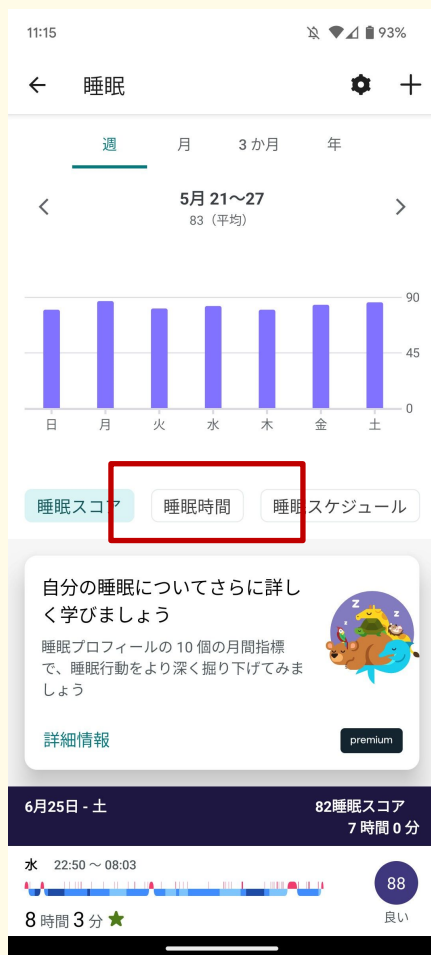 11:15 93%
睡眠
週 月 3 か月 年
5月 21～27
83（平均）
90
45
0
日 月 火 水 木 金 土
睡眠スコア 睡眠時間 睡眠スケジュール
自分の睡眠についてさらに詳し
く学びましょう
睡眠プロフィールの 10 個の月間指標
で、睡眠行動をより深く掘り下げてみま
しょう
詳細情報 premium
6月25日 - 土 82睡眠スコア
7 時間 0 分
水 22:50 ～ 08:03
88
8 時間 3 分 良い